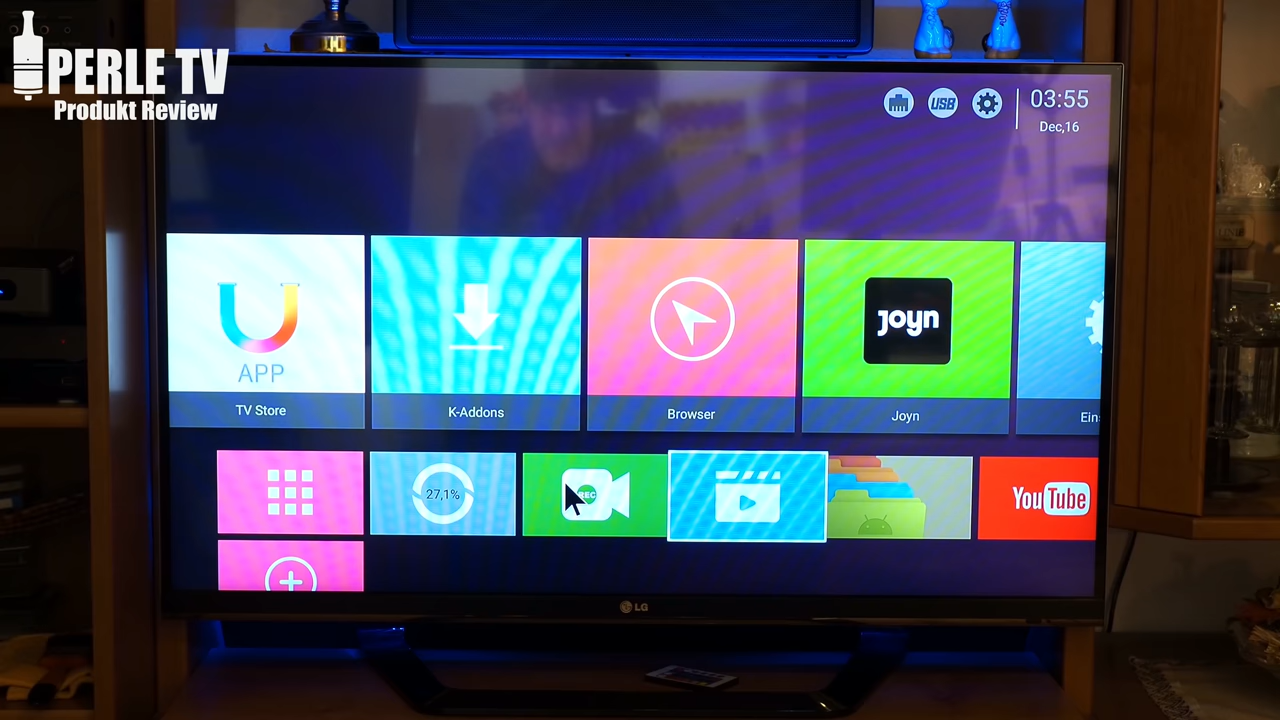 PERLE TV
Produkt Review
USB
03:55
Dec,16
APP
TV Store
K-Addons
Browser
joyn
Joyn
Ein
27,1%
REC
YouTube
LG